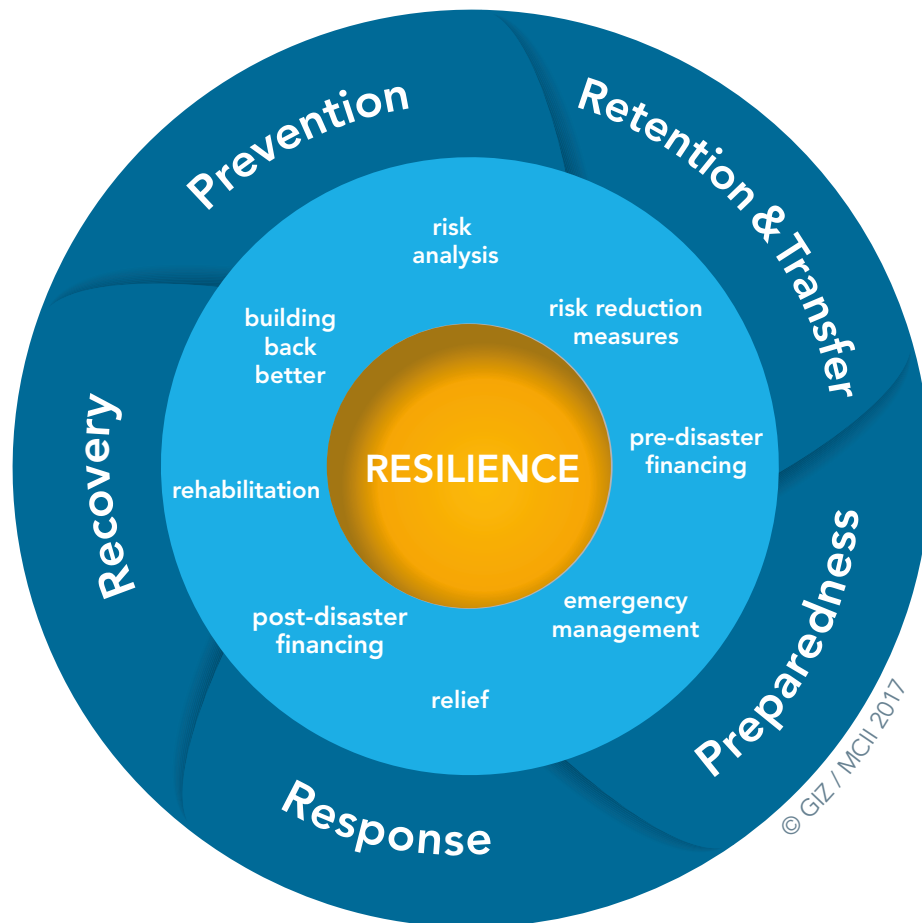 Prevention
Retention & Transfer
Preparedness
Response
Recovery
risk
analysis
risk reduction
measures
pre-disaster
financing
emergency
management
relief
post-disaster
financing
rehabilitation
building
back
better
RESILIENCE
© GIZ / MCII 2017